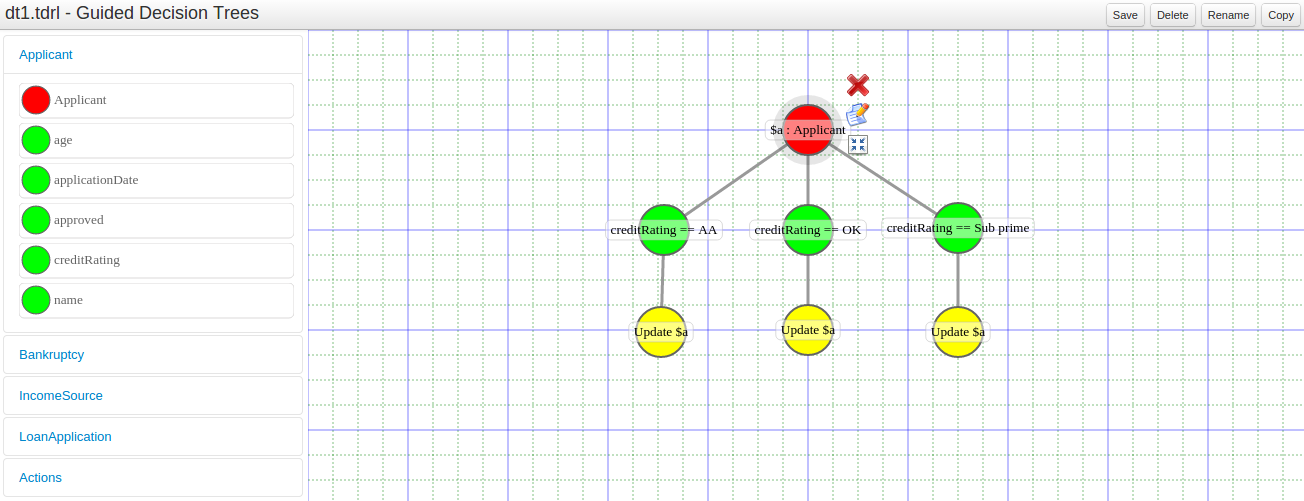 dt1.tdrl - Guided Decision Trees
Save
Delete
Rename
Copy
Applicant
Applicant
age
applicationDate
approved
creditRating
name
Bankruptcy
IncomeSource
LoanApplication
Actions
$a : Applicant
creditRating == AA
creditRating == OK
creditRating == Sub prime
Update $a
Update $a
Update $a